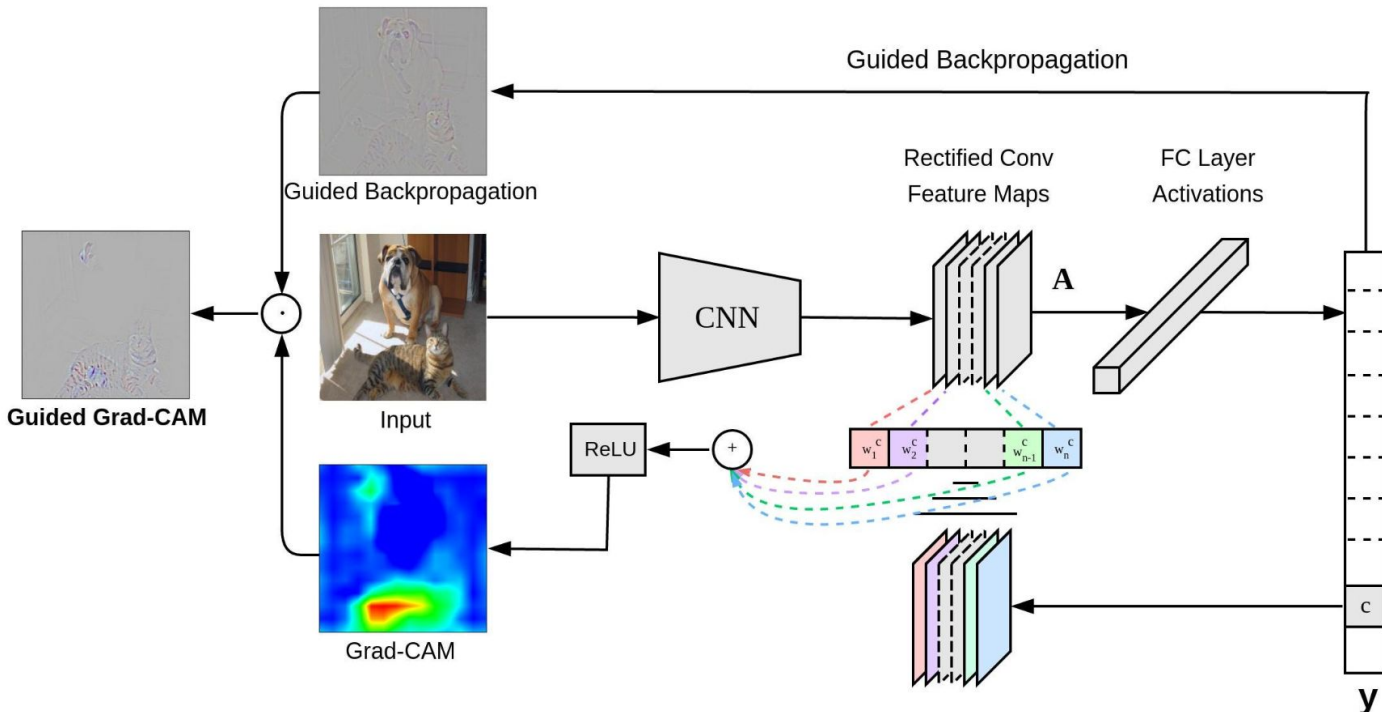 Guided Backpropagation
Guided Backpropagation
Rectified Conv
Feature Maps
FC Layer
Activations
A
CNN
Input
Guided Grad-CAM
ReLU
+
w₁ᶜ
w₂ᶜ
wₙ₋₁ᶜ
wₙᶜ
Grad-CAM
c
y